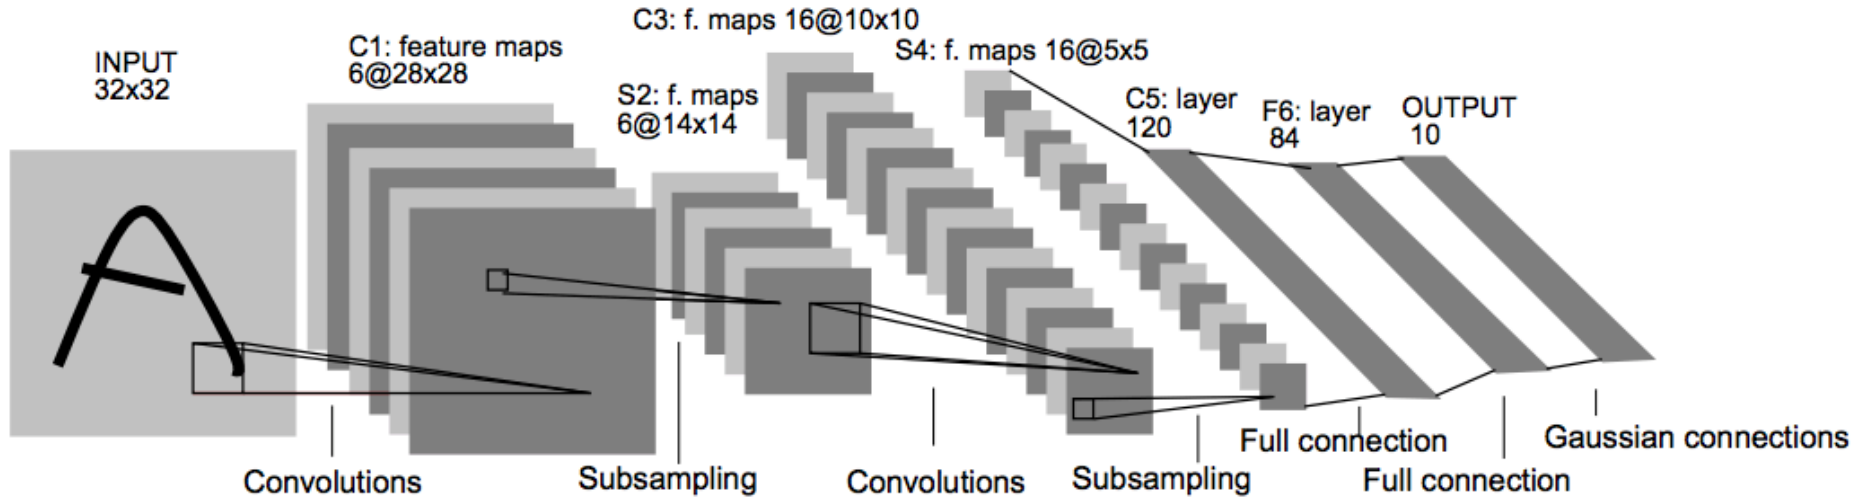 INPUT
32x32
C1: feature maps
6@28x28
S2: f. maps
6@14x14
C3: f. maps 16@10x10
S4: f. maps 16@5x5
C5: layer
120
F6: layer
84
OUTPUT
10
Convolutions
Subsampling
Convolutions
Subsampling
Full connection
Full connection
Gaussian connections